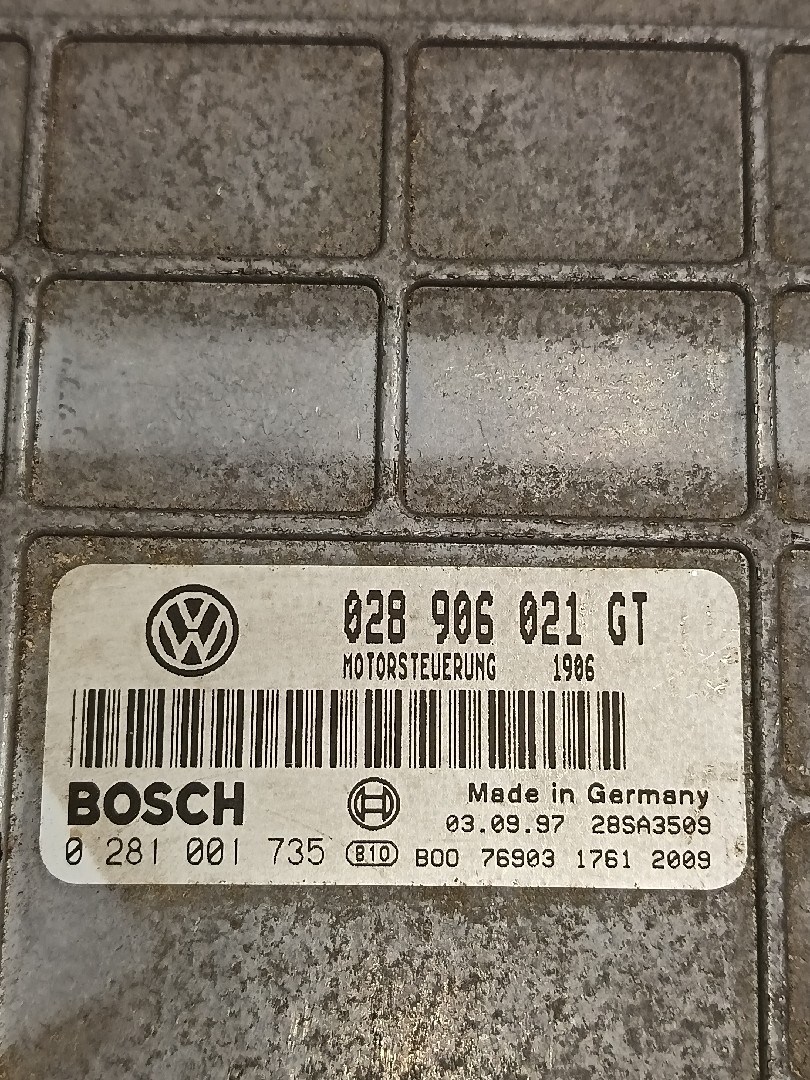 028 906 021 GT
MOTORSTEUERUNG 1906
BOSCH
Made in Germany
03.09.97 28SA3509
0 281 001 735 B10 B00 76903 1761 2009